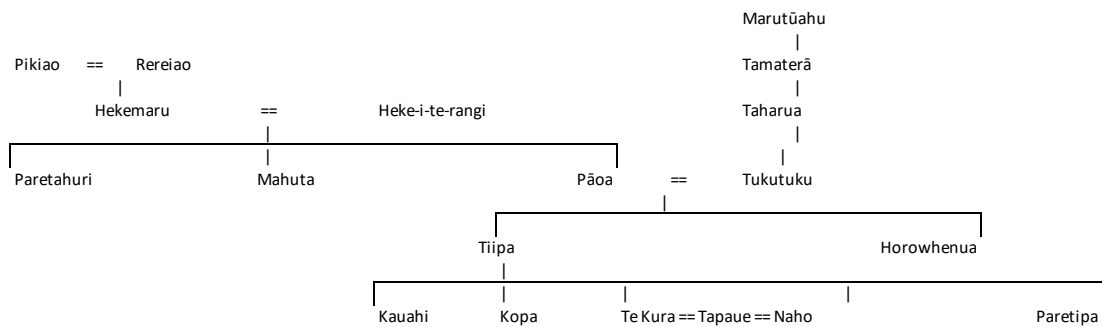 Marutūahu
Pikiao == Rereiao Tamaterā
Hekemaru == Heke-i-te-rangi Taharua
Paretahuri Mahuta Pāoa == Tukutuku
Tiipa Horowhenua
Kauahi Kopa Te Kura == Tapaue == Naho Paretipa